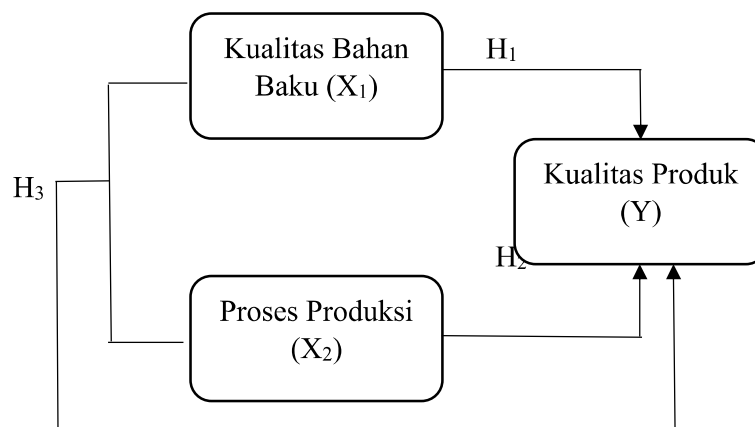 Kualitas Bahan
Baku (X₁)
H₁
Kualitas Produk
(Y)
H₃
H₂
Proses Produksi
(X₂)